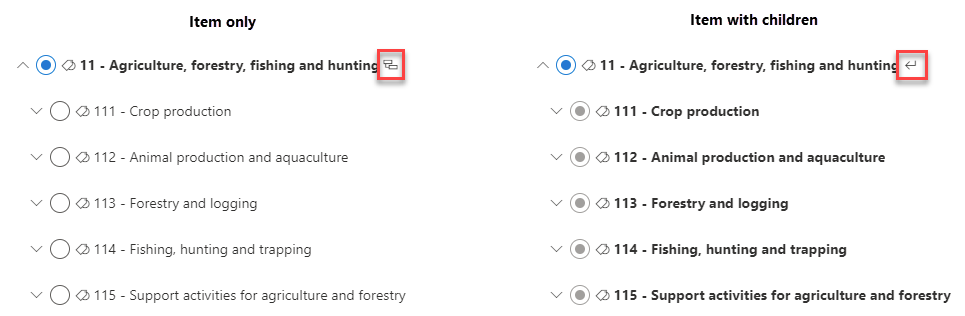 Item only
11 - Agriculture, forestry, fishing and hunting
111 - Crop production
112 - Animal production and aquaculture
113 - Forestry and logging
114 - Fishing, hunting and trapping
115 - Support activities for agriculture and forestry
Item with children
11 - Agriculture, forestry, fishing and hunting
111 - Crop production
112 - Animal production and aquaculture
113 - Forestry and logging
114 - Fishing, hunting and trapping
115 - Support activities for agriculture and forestry